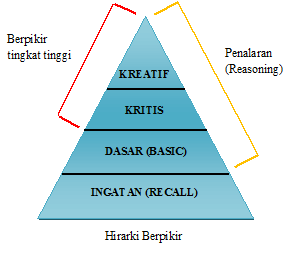 Berpikir
tingkat tinggi
Penalaran
(Reasoning)
KREATIF
KRITIS
DASAR (BASIC)
INGATAN (RECALL)
Hirarki Berpikir